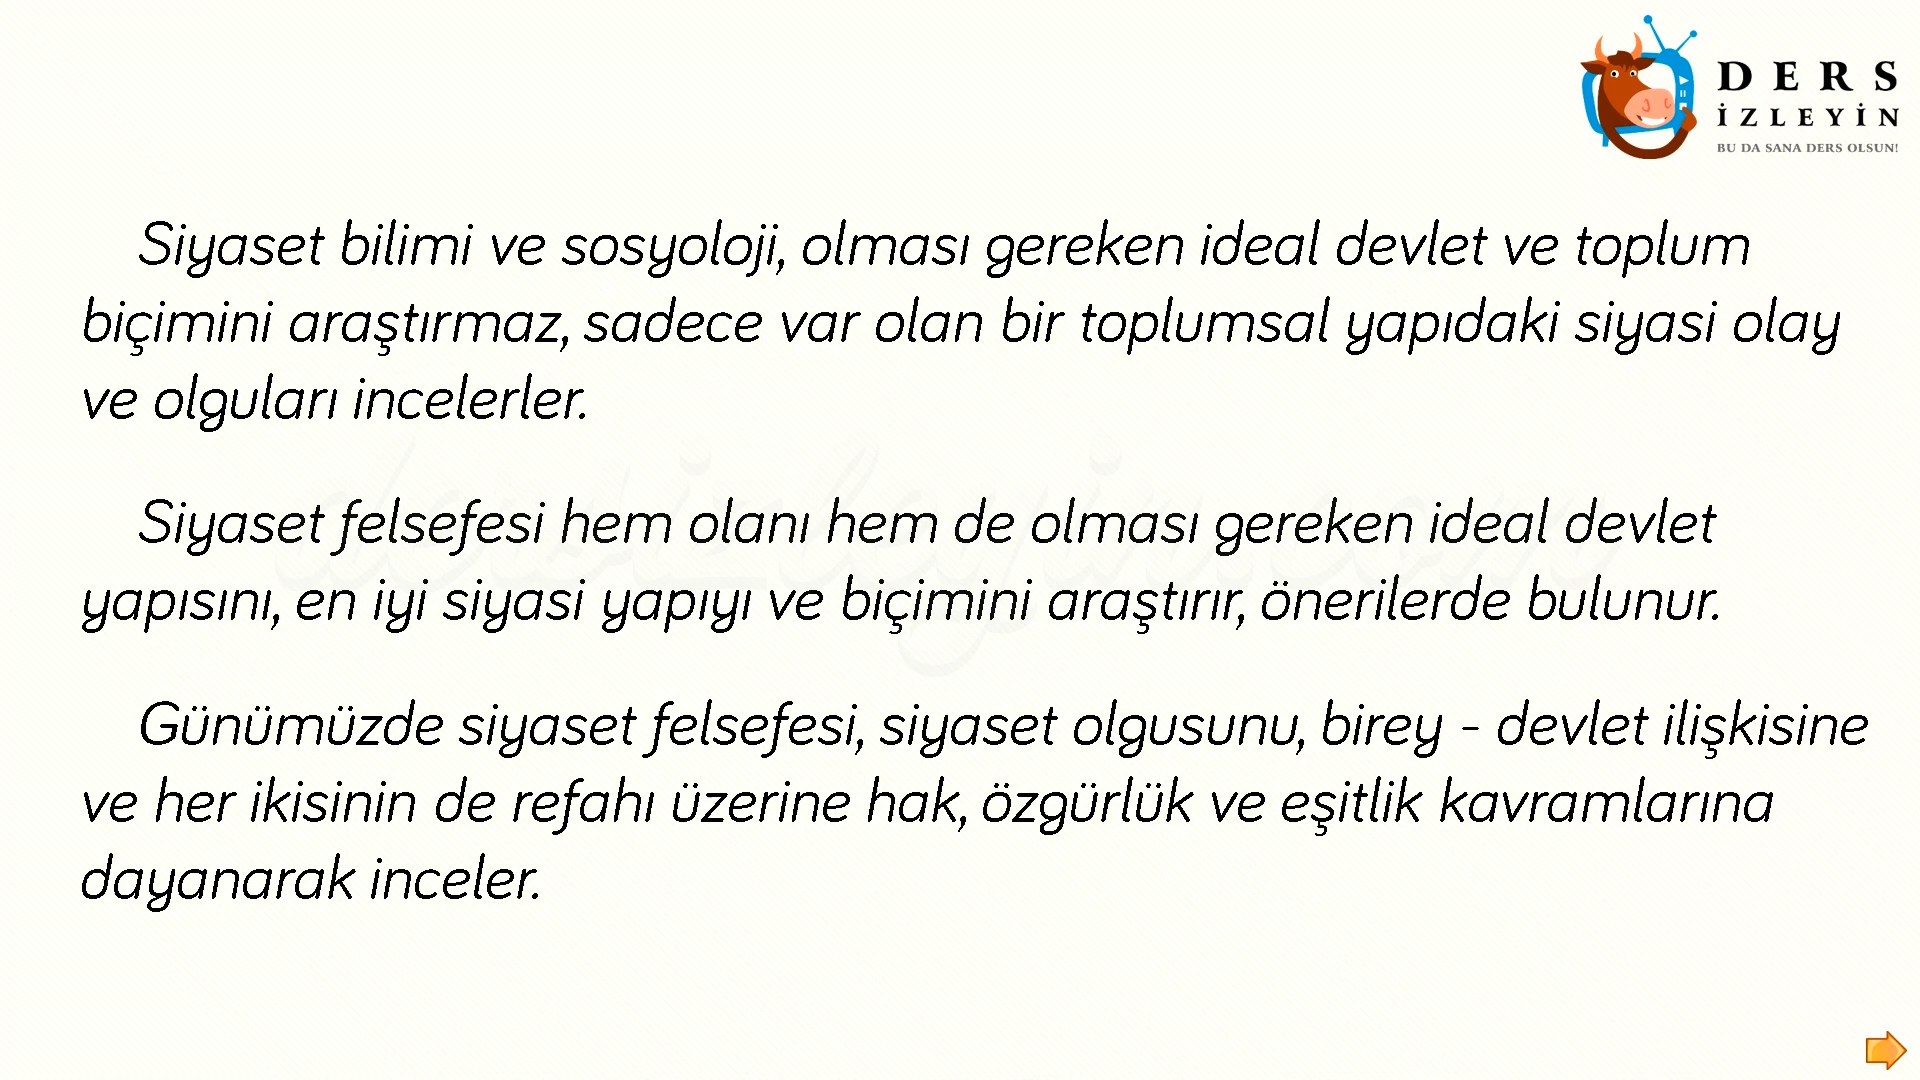 DERS
İZLEYİN
BU DA SANA DERS OLSUN!
Siyaset bilimi ve sosyoloji, olması gereken ideal devlet ve toplum
biçimini araştırmaz, sadece var olan bir toplumsal yapıdaki siyasi olay
ve olguları incelerler.
Siyaset felsefesi hem olanı hem de olması gereken ideal devlet
yapısını, en iyi siyasi yapıyı ve biçimini araştırır, önerilerde bulunur.
Günümüzde siyaset felsefesi, siyaset olgusunu, birey - devlet ilişkisine
ve her ikisinin de refahı üzerine hak, özgürlük ve eşitlik kavramlarına
dayanarak inceler.
dersizleyin.com